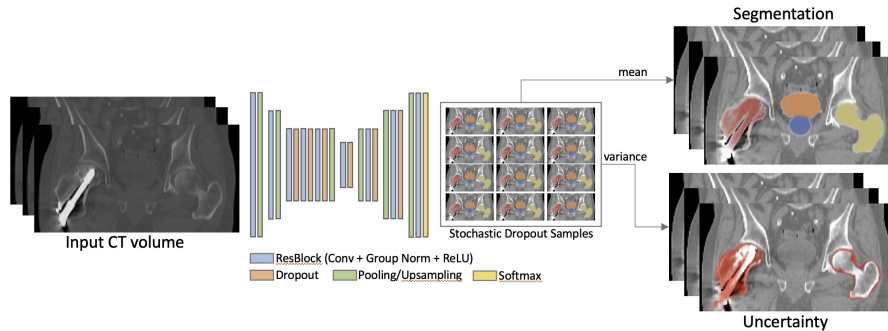 Segmentation
mean
variance
Input CT volume
Stochastic Dropout Samples
ResBlock (Conv + Group Norm + ReLU)
Dropout
Pooling/Upsampling
Softmax
Uncertainty